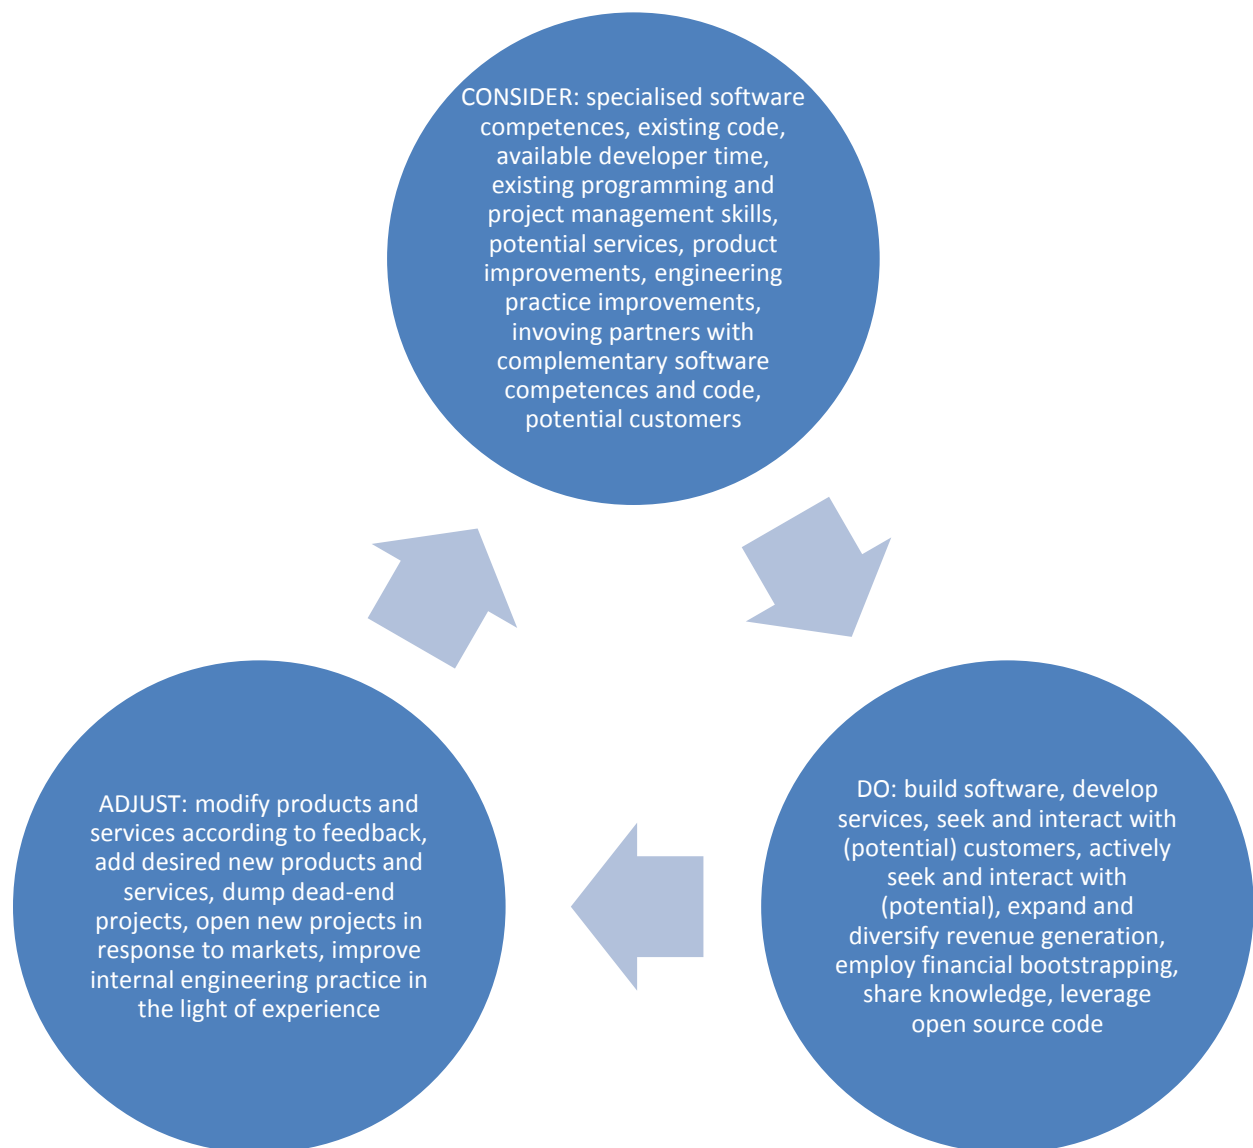 CONSIDER: specialised software
competences, existing code,
available developer time,
existing programming and
project management skills,
potential services, product
improvements, engineering
practice improvements,
invoving partners with
complementary software
competences and code,
potential customers
DO: build software, develop
services, seek and interact with
(potential) customers, actively
seek and interact with
(potential), expand and
diversify revenue generation,
employ financial bootstrapping,
share knowledge, leverage
open source code
ADJUST: modify products and
services according to feedback,
add desired new products and
services, dump dead-end
projects, open new projects in
response to markets, improve
internal engineering practice in
the light of experience